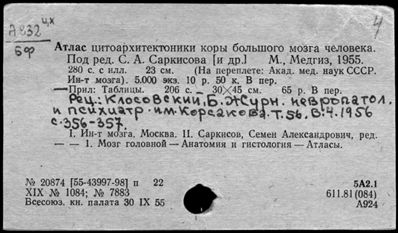 А232 ц,х
бф
4
Атлас цитоархитектоники коры большого мозга человека.
Под ред. С. А. Саркисова [и др.] М., Медгиз, 1955.
280 с. с илл. 23 см. (На переплете: Акад. мед. наук СССР.
Ин-т мозга). 5.000 экз. 10 р. 50 к. В пер.
—Прил: Таблицы. 206 с. 30×45 см. 65 р. В пер.
Рец.: Клосовский, Б. Журн. невропатол.
и психиатр. им. Корсакова. Т.56. В.4. 1956
с.356-357.
I. Ин-т мозга, Москва. II. Саркисов, Семен Александрович, ред.
— — 1. Мозг головной—Анатомия и гистология—Атласы.
№ 20874 [55-43997-98] п 22 5А2.1
XIX № 1084; № 7883 611.81(084)
Всесоюз. кн. палата 30 IX 55 А924